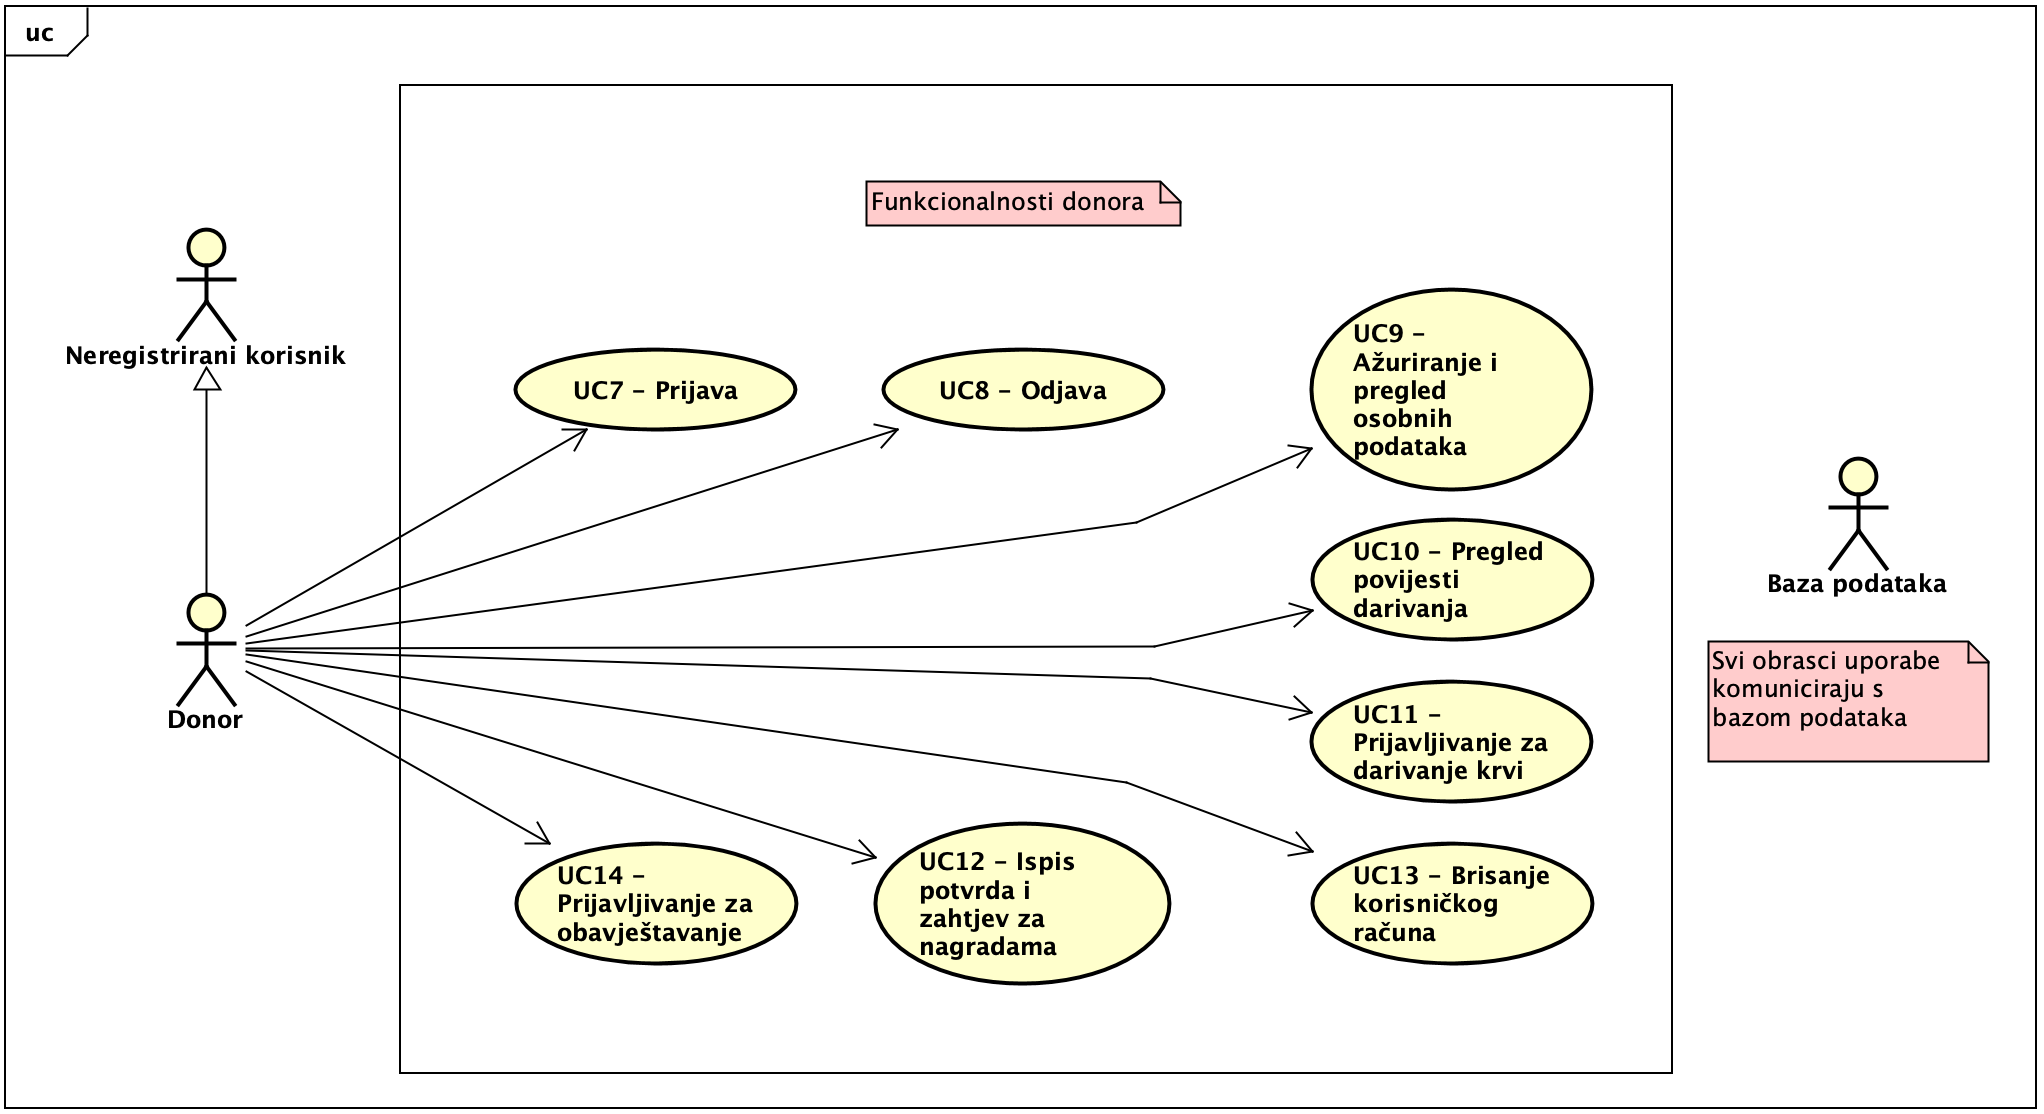 uc
Funkcionalnosti donora
Neregistrirani korisnik
UC7 – Prijava
UC8 – Odjava
UC9 –
Ažuriranje i
pregled
osobnih
podataka
UC10 – Pregled
povijesti
darivanja
Baza podataka
Svi obrasci uporabe
komuniciraju s
bazom podataka
Donor
UC11 –
Prijavljivanje za
darivanje krvi
UC14 –
Prijavljivanje za
obavještavanje
UC12 – Ispis
potvrda i
zahtjev za
nagradama
UC13 – Brisanje
korisničkog
računa